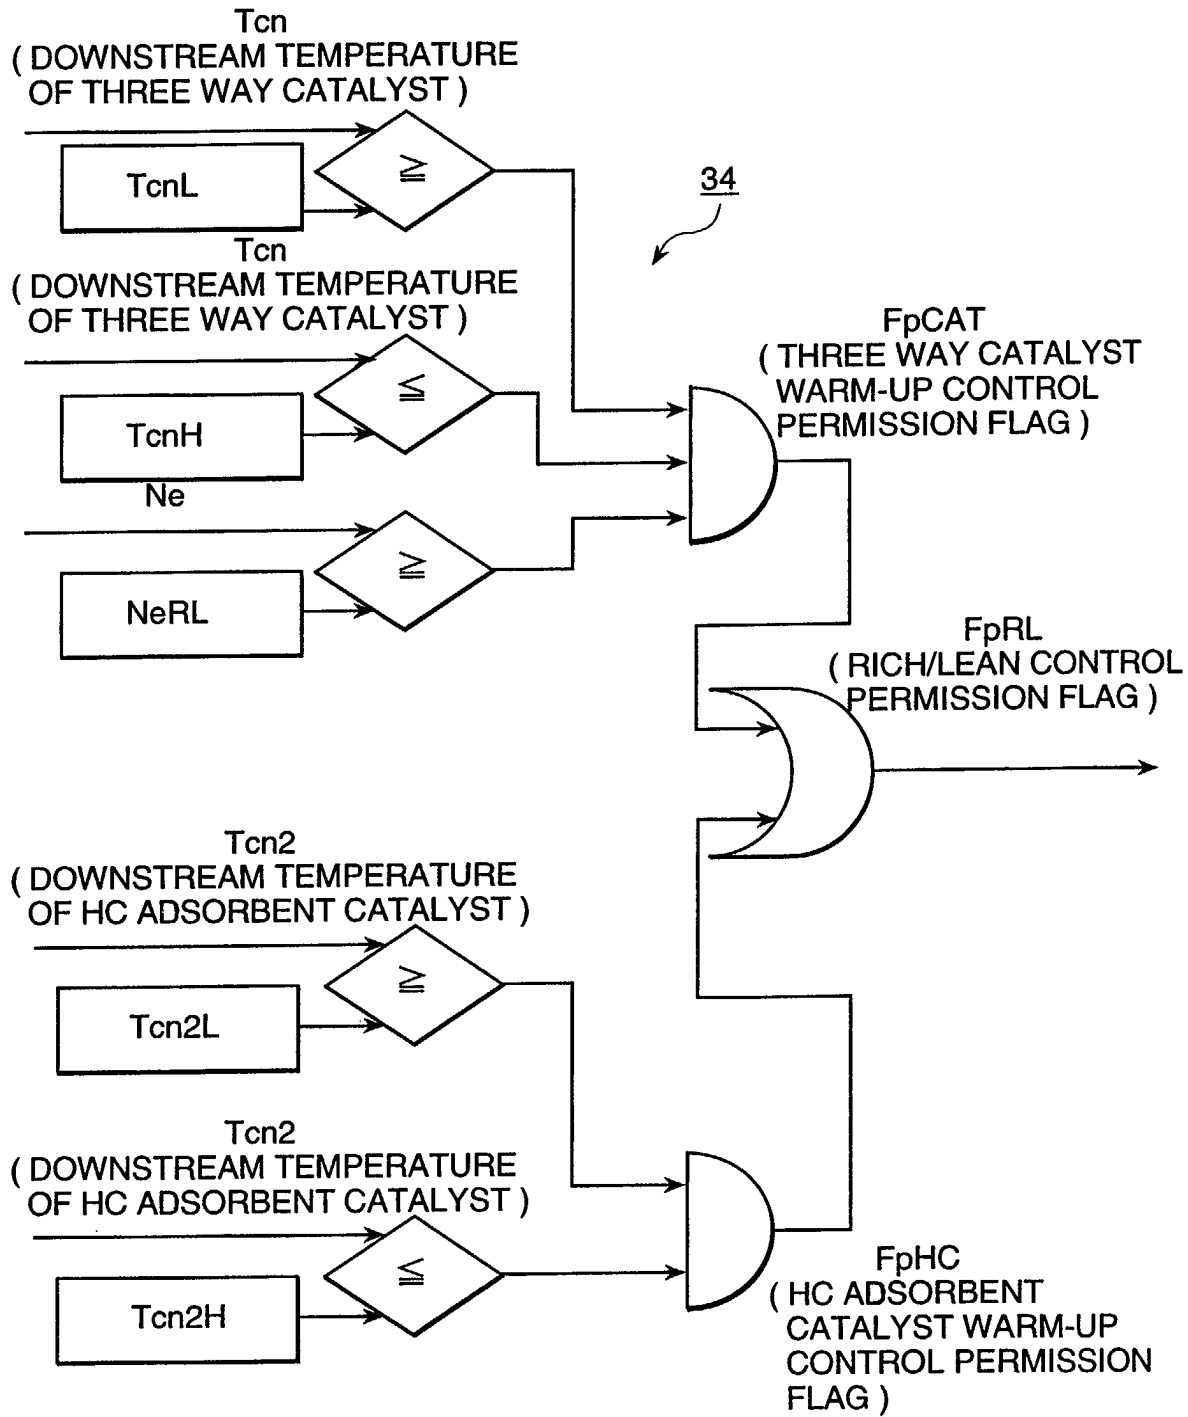 Tcn
( DOWNSTREAM TEMPERATURE
OF THREE WAY CATALYST )
≧
TcnL
34
Tcn
( DOWNSTREAM TEMPERATURE
OF THREE WAY CATALYST )
≦
TcnH
FpCAT
( THREE WAY CATALYST
WARM-UP CONTROL
PERMISSION FLAG )
Ne
≧
NeRL
FpRL
( RICH/LEAN CONTROL
PERMISSION FLAG )
Tcn2
( DOWNSTREAM TEMPERATURE
OF HC ADSORBENT CATALYST )
≧
Tcn2L
Tcn2
( DOWNSTREAM TEMPERATURE
OF HC ADSORBENT CATALYST )
≦
Tcn2H
FpHC
( HC ADSORBENT
CATALYST WARM-UP
CONTROL PERMISSION
FLAG )